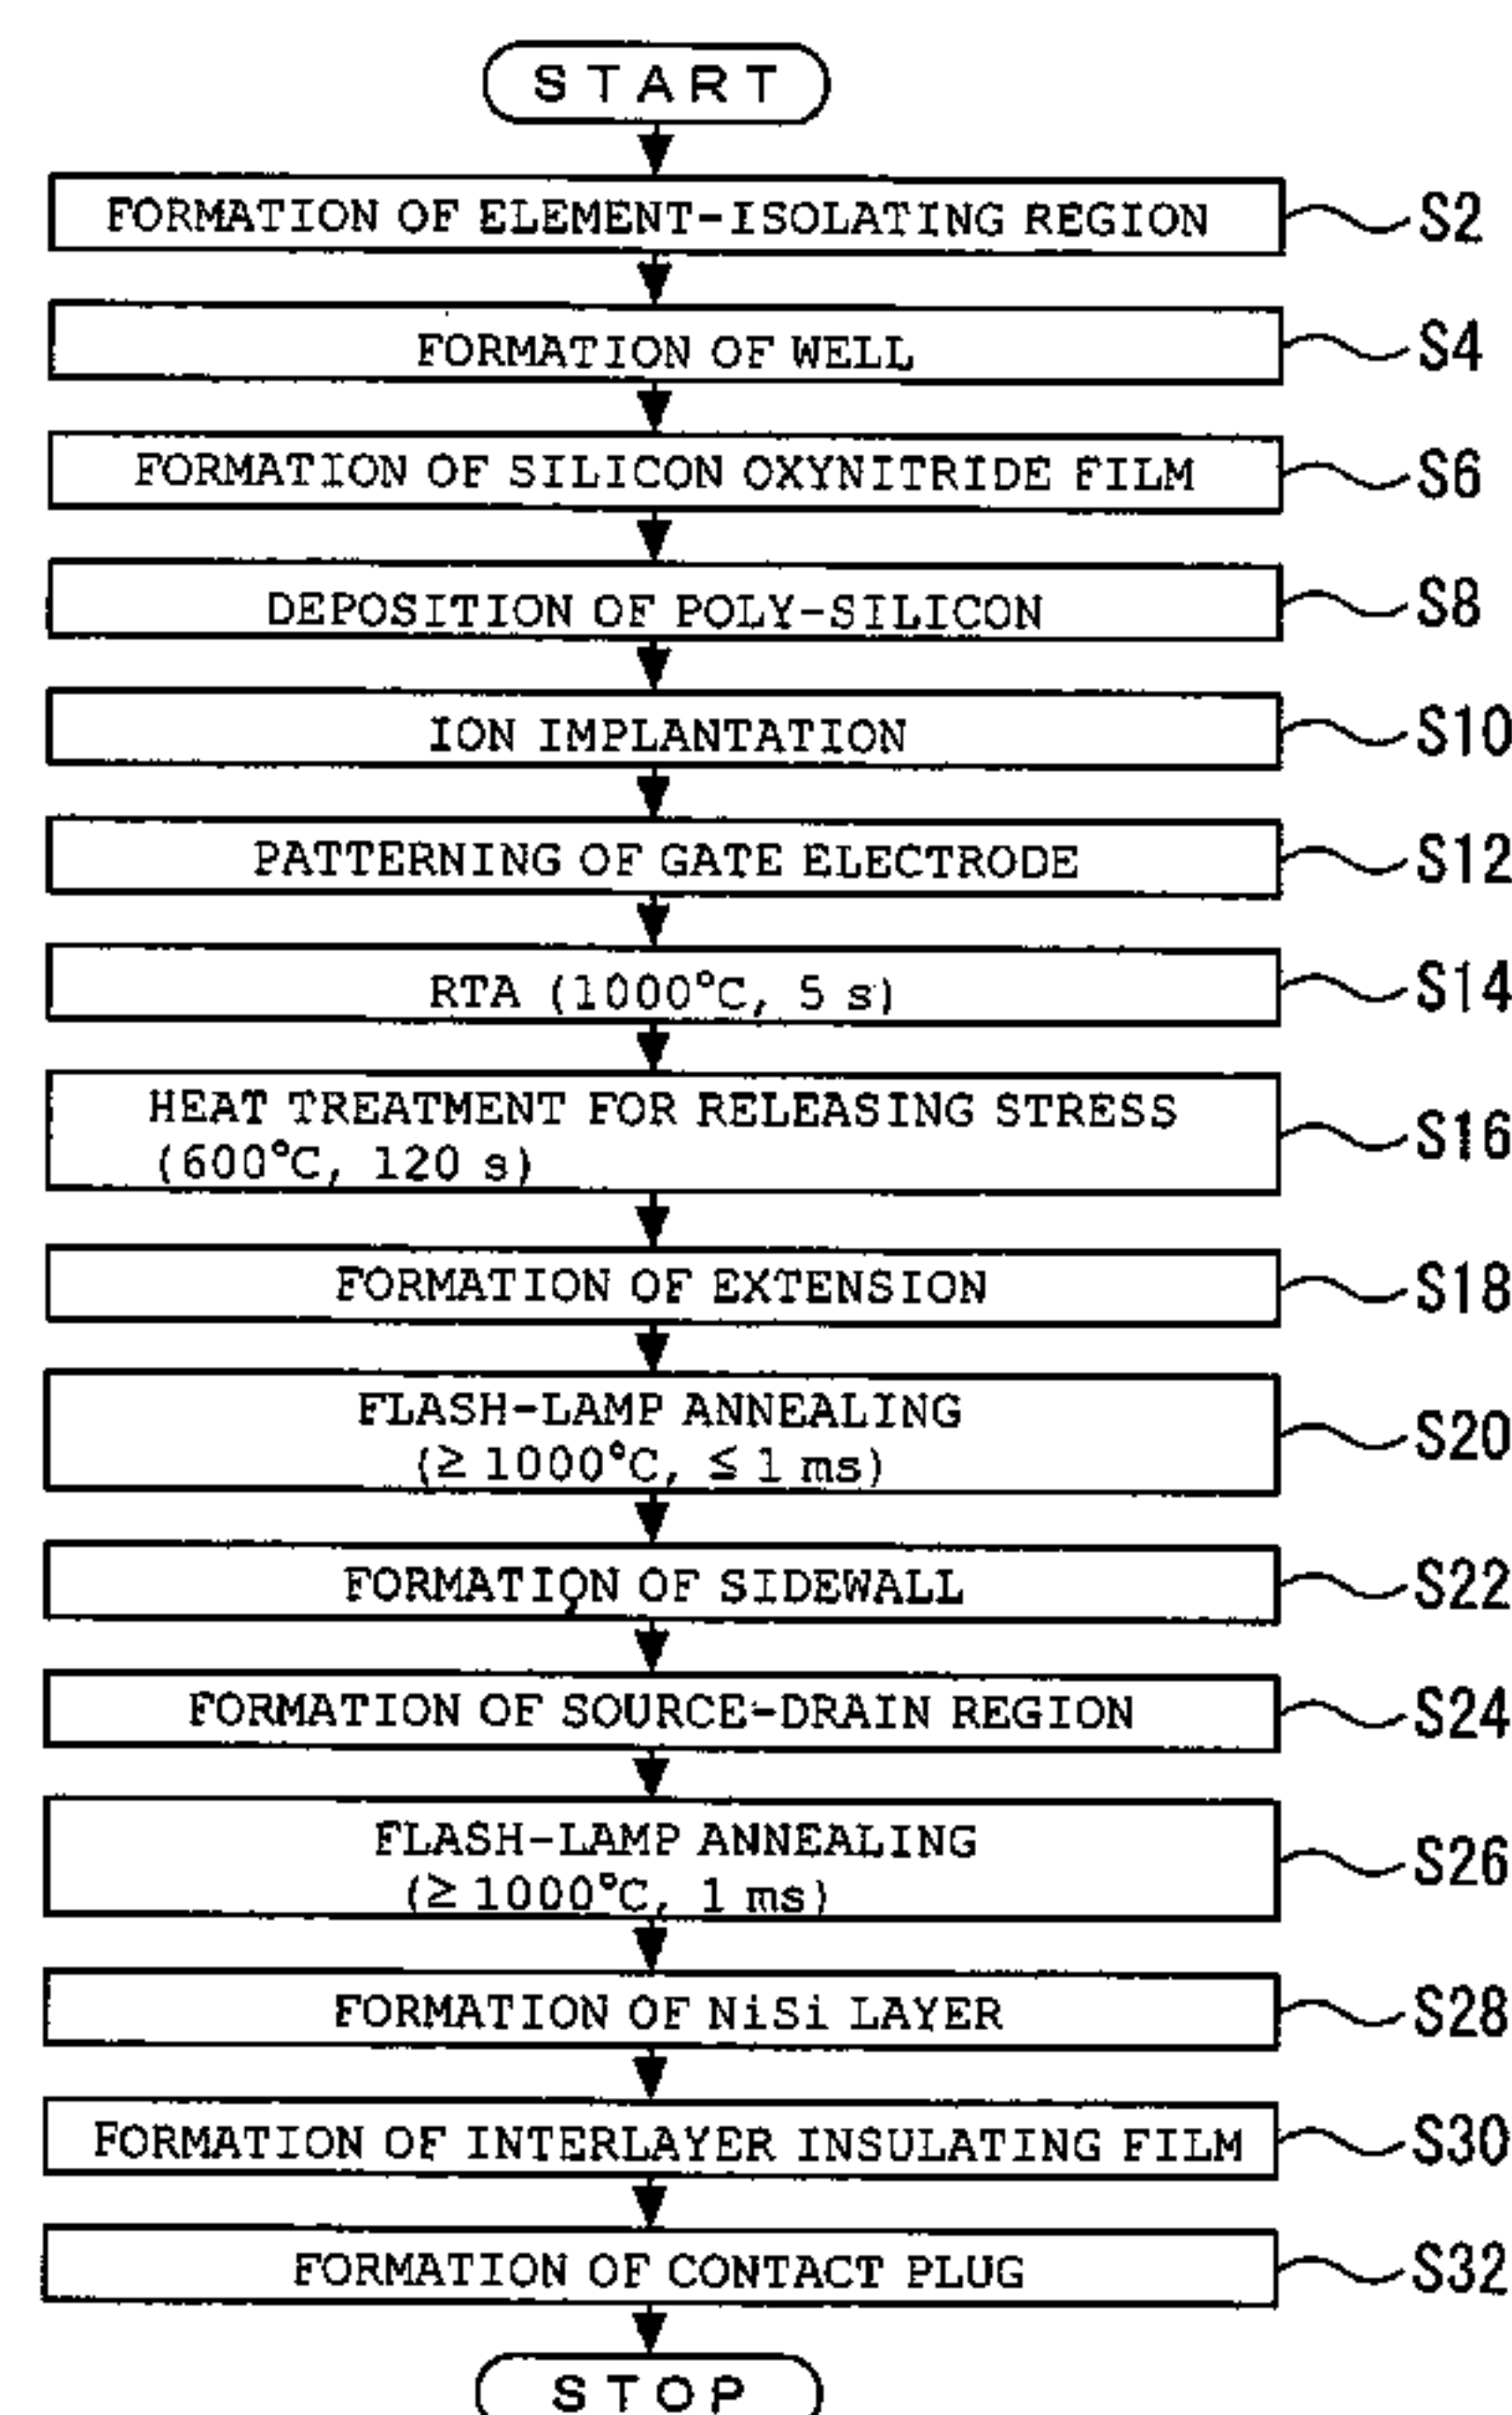 START
FORMATION OF ELEMENT-ISOLATING REGION S2
FORMATION OF WELL S4
FORMATION OF SILICON OXYNITRIDE FILM S6
DEPOSITION OF POLY-SILICON S8
ION IMPLANTATION S10
PATTERNING OF GATE ELECTRODE S12
RTA (1000°C, 5 s) S14
HEAT TREATMENT FOR RELEASING STRESS S16
(600°C, 120 s)
FORMATION OF EXTENSION S18
FLASH-LAMP ANNEALING S20
(≥ 1000°C, ≤ 1 ms)
FORMATION OF SIDEWALL S22
FORMATION OF SOURCE-DRAIN REGION S24
FLASH-LAMP ANNEALING S26
(≥ 1000°C, 1 ms)
FORMATION OF NiSi LAYER S28
FORMATION OF INTERLAYER INSULATING FILM S30
FORMATION OF CONTACT PLUG S32
STOP